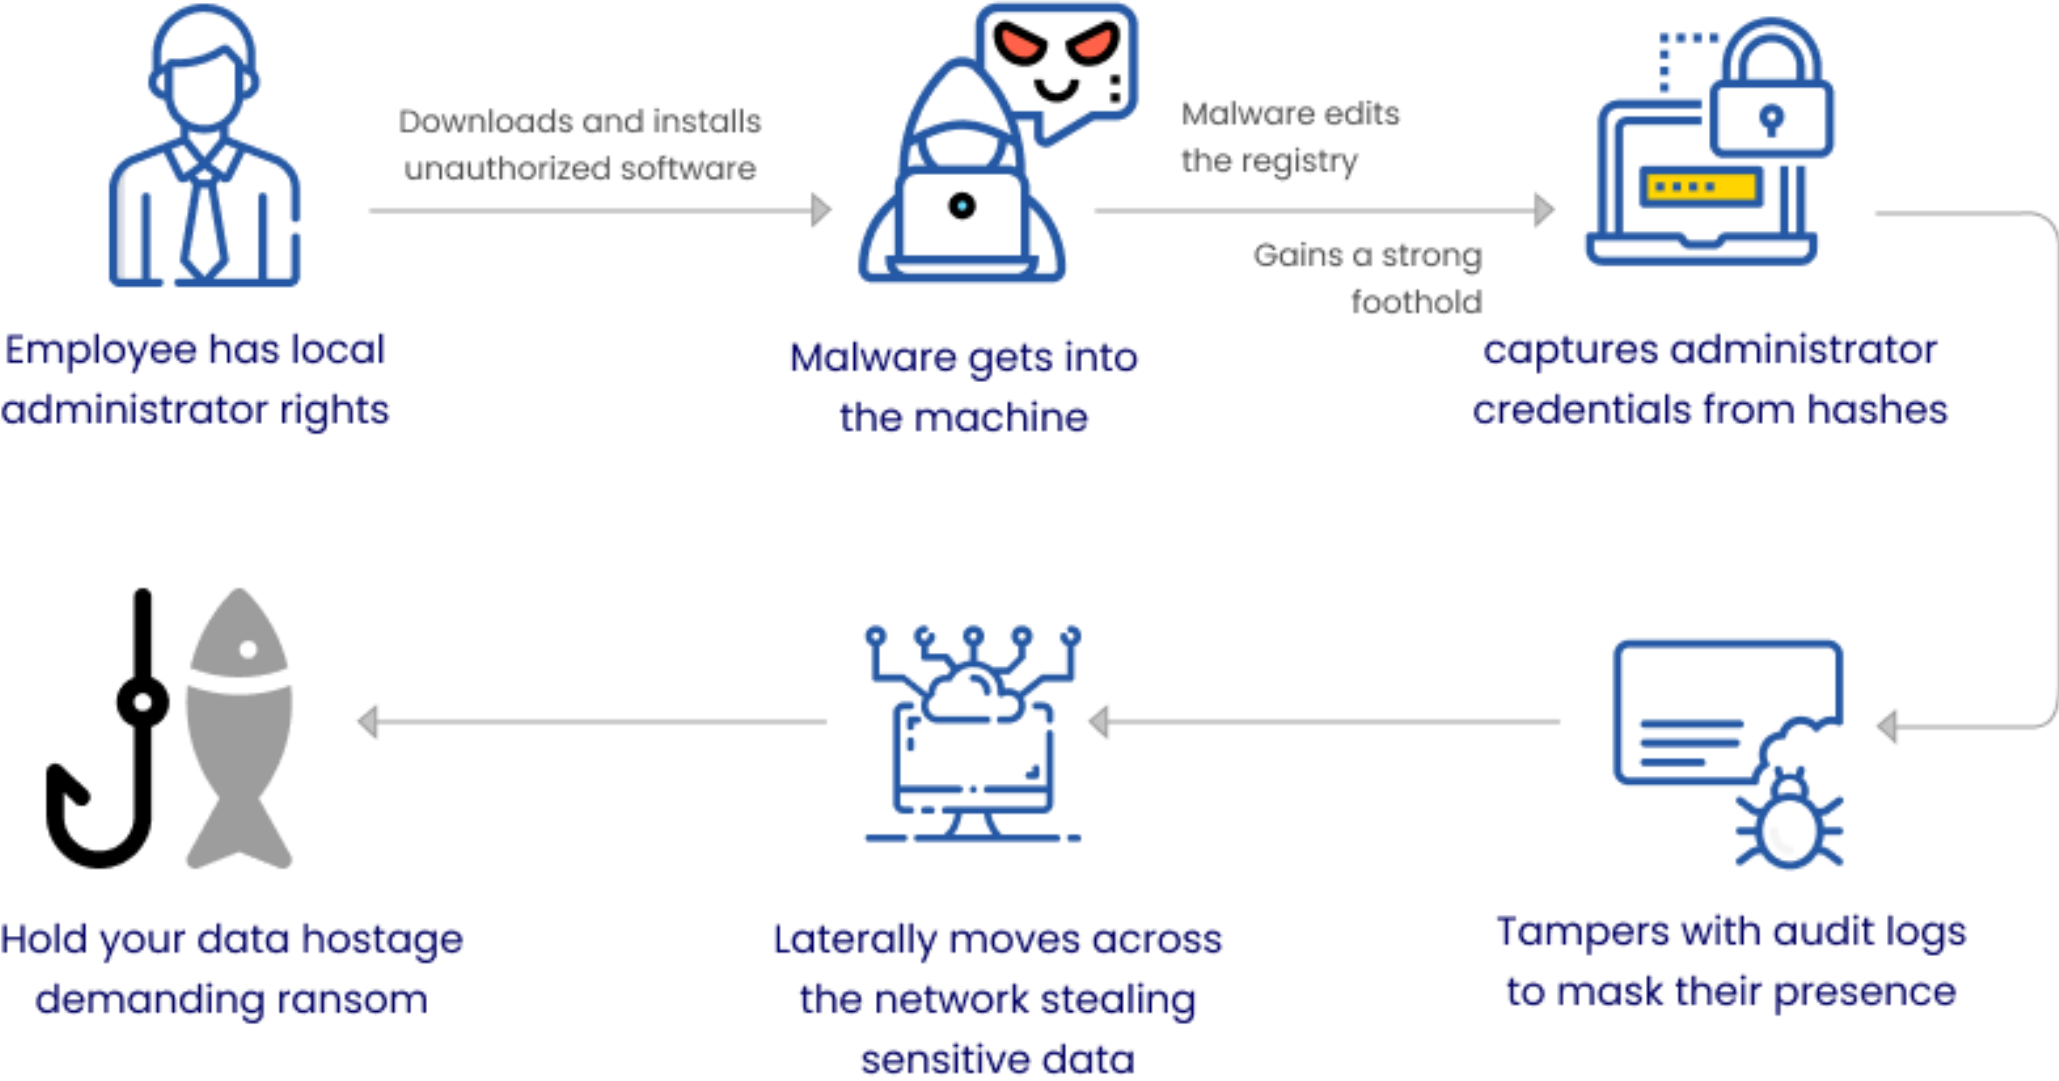 Downloads and installs
unauthorized software
Malware edits
the registry
Gains a strong
foothold
Employee has local
administrator rights
Malware gets into
the machine
captures administrator
credentials from hashes
Tampers with audit logs
to mask their presence
Laterally moves across
the network stealing
sensitive data
Hold your data hostage
demanding ransom